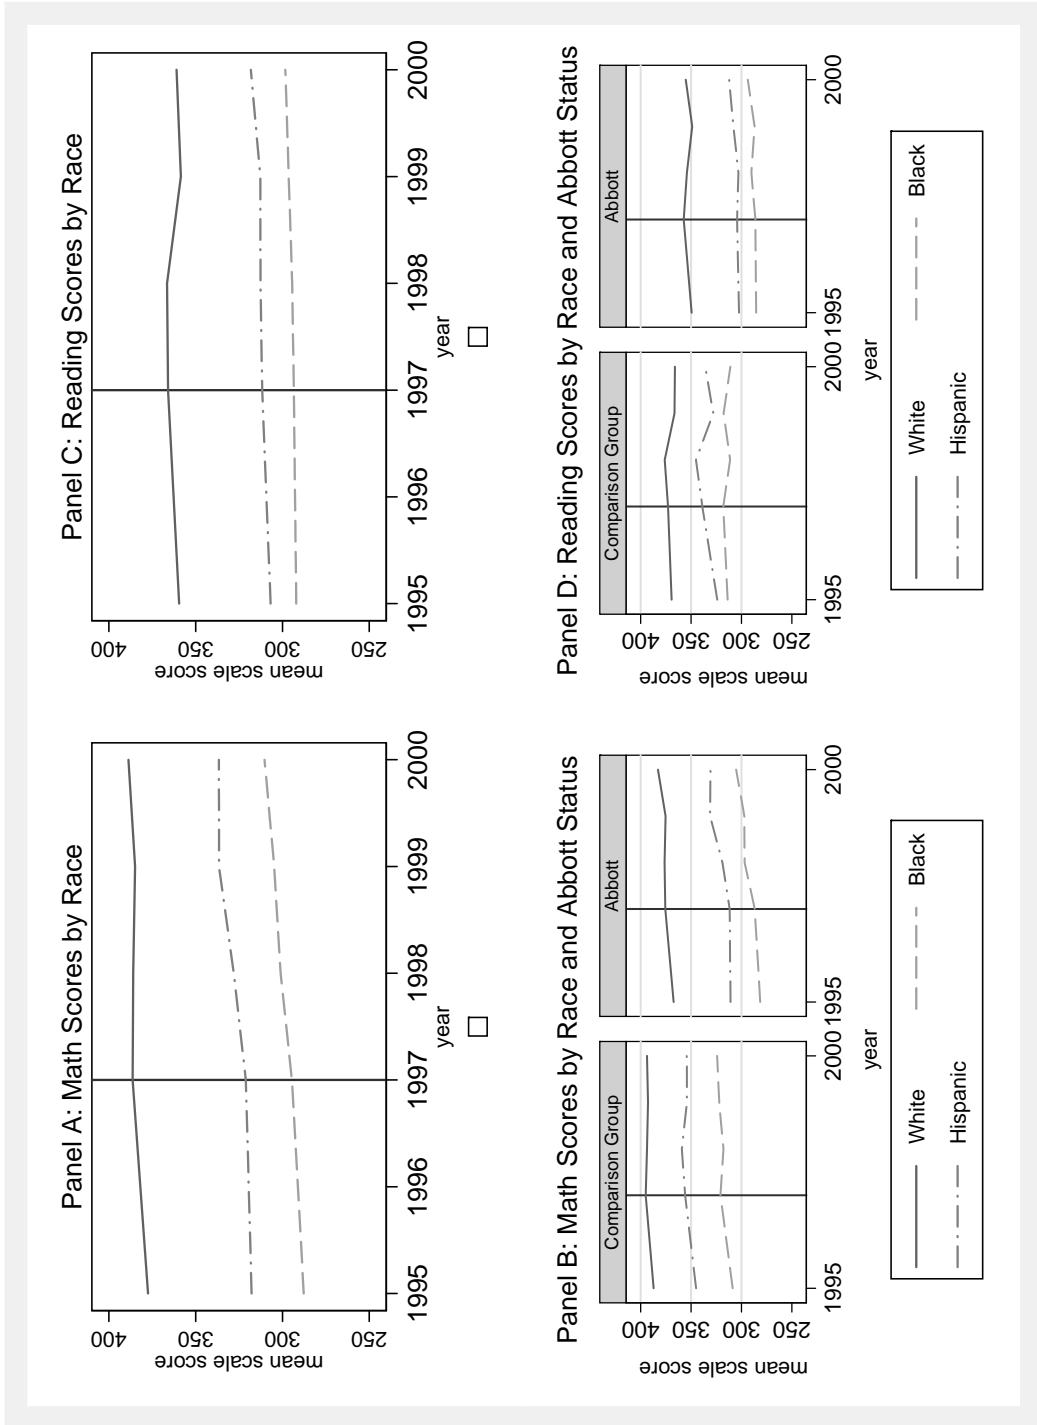 Panel A: Math Scores by Race
400
350
300
250
mean scale score
1995 1996 1997 1998 1999 2000
year
Panel C: Reading Scores by Race
400
350
300
250
mean scale score
1995 1996 1997 1998 1999 2000
year
Panel B: Math Scores by Race and Abbott Status
Comparison Group Abbott
400
350
300
250
mean scale score
1995 2000 1995 2000
year
White Black
Hispanic
Panel D: Reading Scores by Race and Abbott Status
Comparison Group Abbott
400
350
300
250
mean scale score
1995 2000 1995 2000
year
White Black
Hispanic